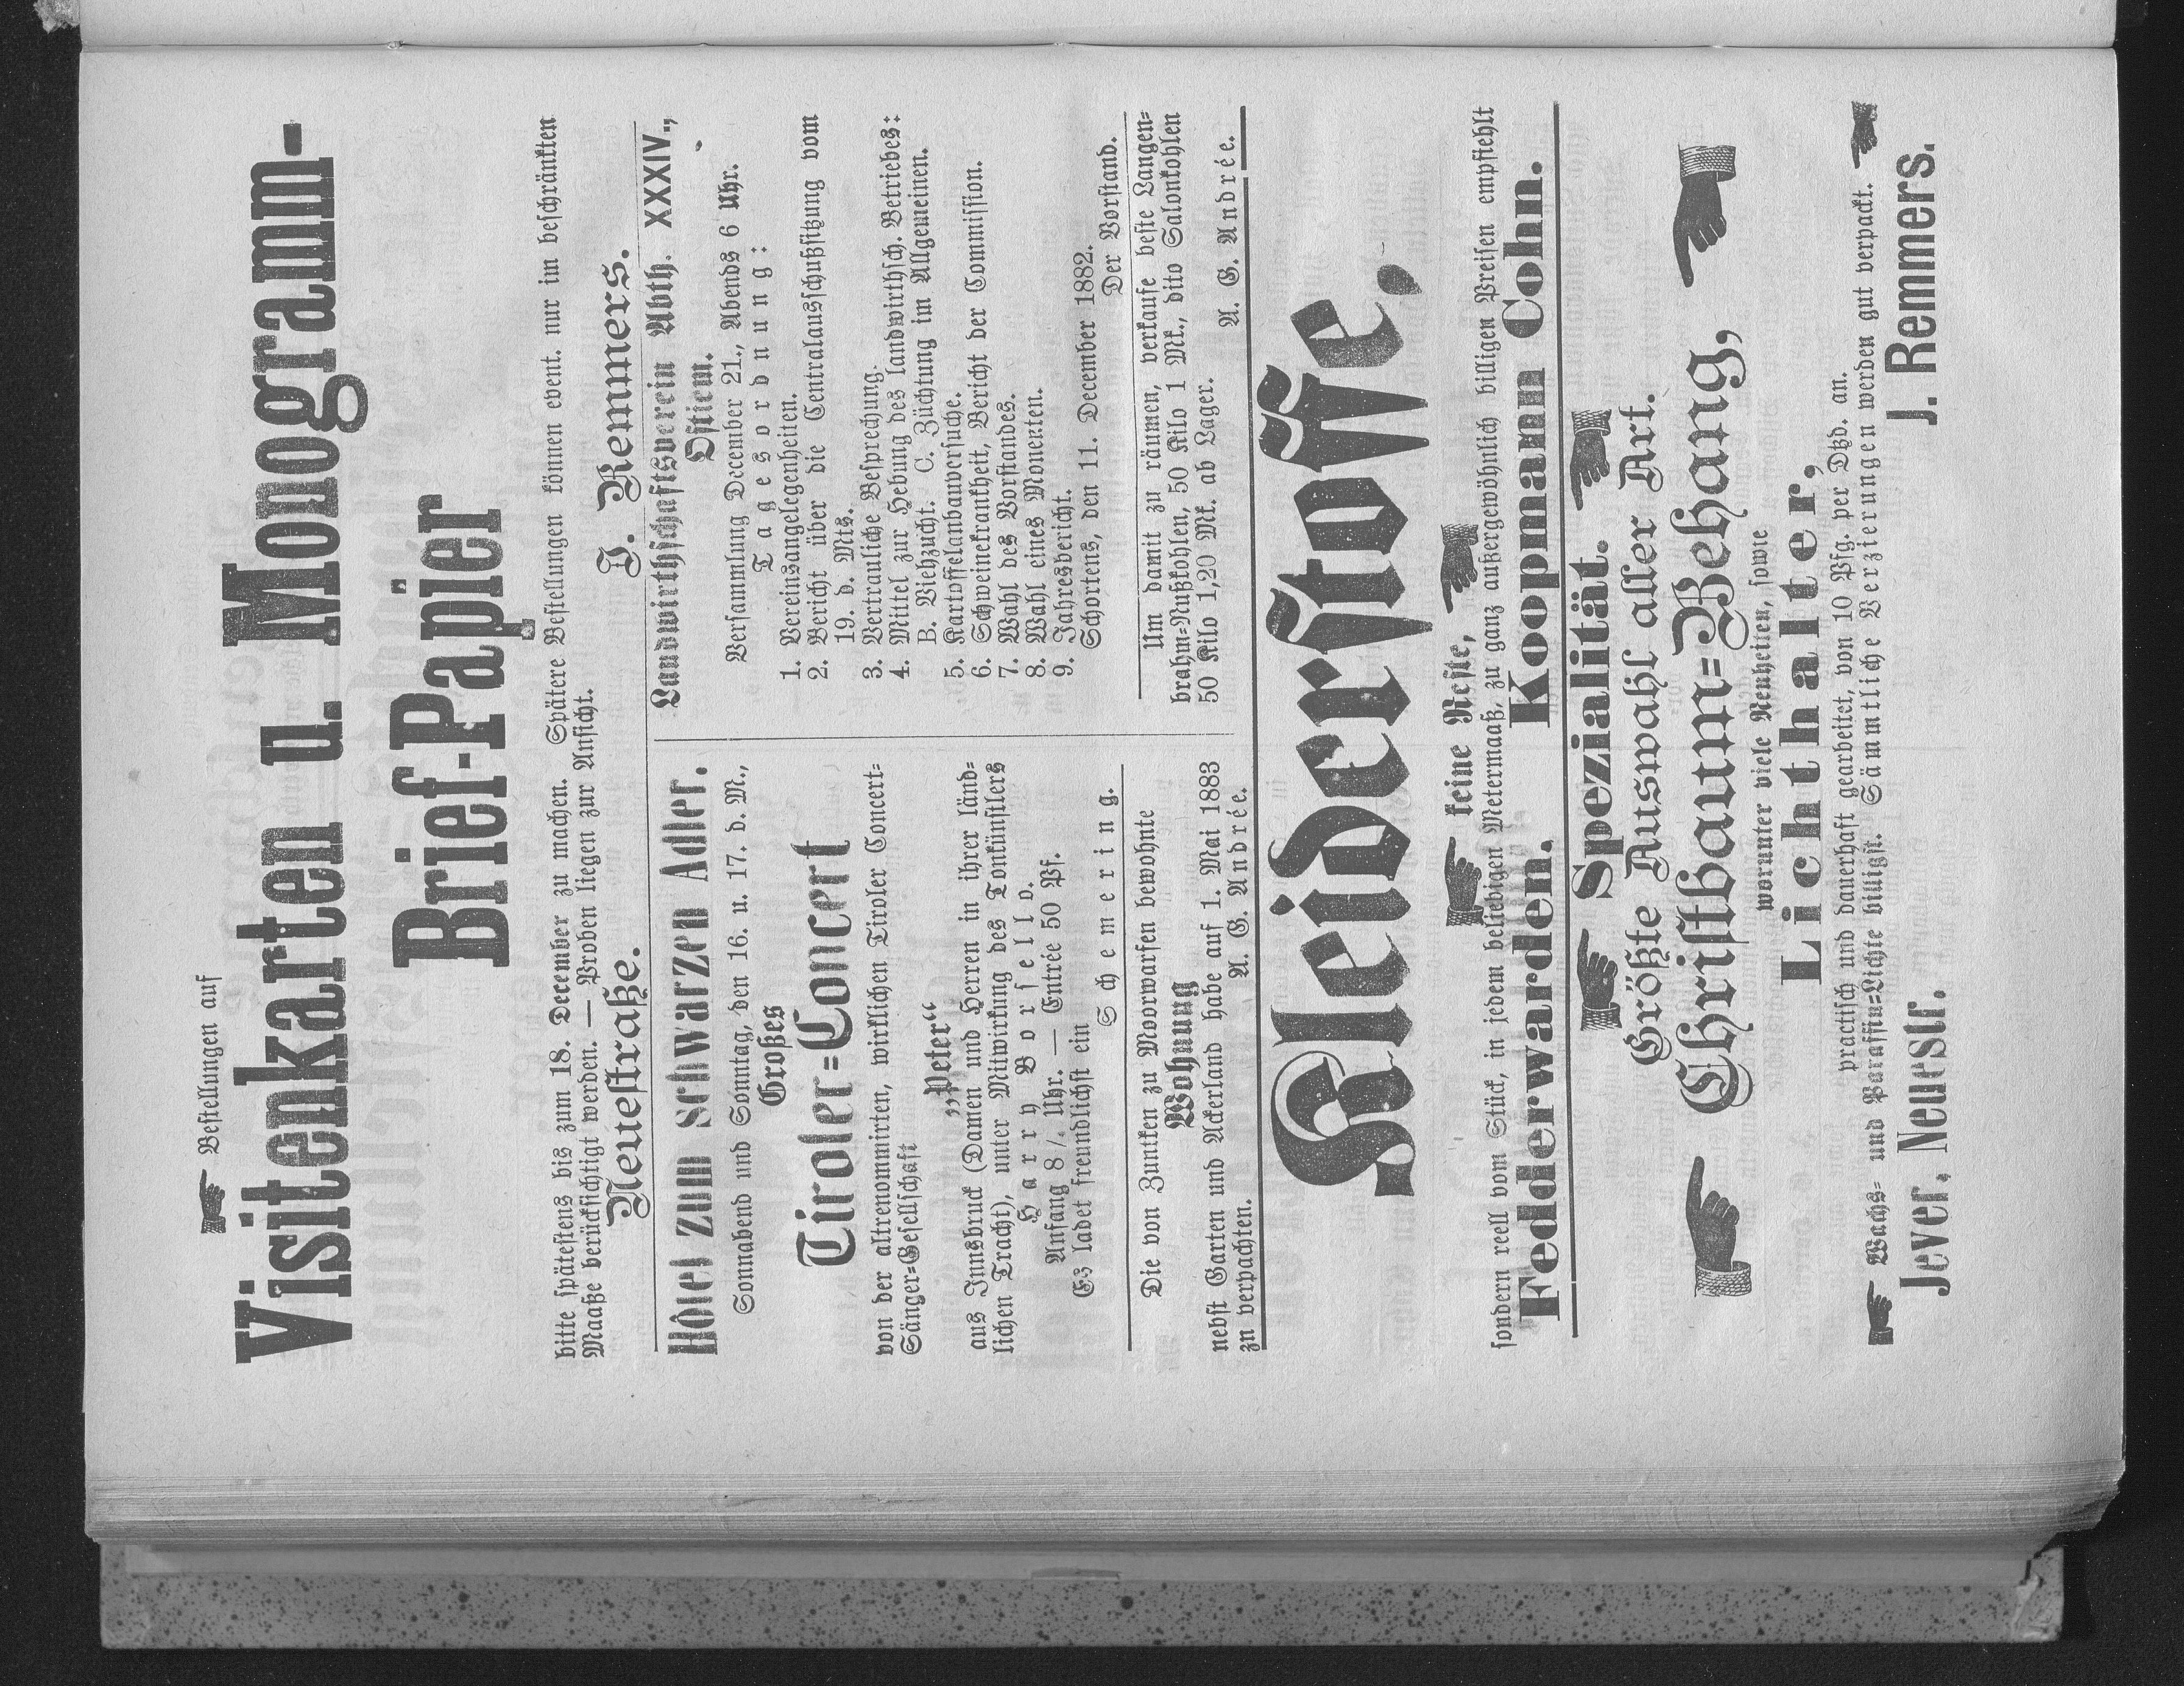 Bestellungen auf
Visitenkarten u. Monogramm-
Brief-Papier
bitte spätestens bis zum 18. December zu machen. Spätere Bestellungen können event. nur im beschränkten
Maaße berücksichtigt werden. — Proben liegen zur Ansicht.
Neuestraße. J. Remmers.
Hôtel zum schwarzen Adler.
Sonnabend und Sonntag, den 16. u. 17. d. M.,
Großes
Tiroler=Concert
von der altrenommirten, wirklichen Tiroler Concert=
Sänger=Gesellschaft
„Peter“
aus Innsbruck (Damen und Herren in ihrer länd=
lichen Tracht), unter Mitwirkung des Tonkünstlers
Harry Borsello.
Anfang 8 Uhr. — Entrée 50 Pf.
Es ladet freundlichst ein
Schemering.
Die von Zuntken zu Moorwarfen bewohnte
Wohnung
nebst Garten und Ackerland habe auf 1. Mai 1883
zu verpachten. A. G. Andrée.
Landwirthschaftsverein Abth. XXXIV.,
Ostiem.
Versammlung December 21., Abends 6 Uhr.
Tagesordnung:
1. Vereinsangelegenheiten.
2. Bericht über die Centralausschußsitzung vom
19. d. Mts.
3. Vertrauliche Besprechung.
4. Mittel zur Hebung des landwirthsch. Betriebes:
B. Viehzucht. C. Züchtung im Allgemeinen.
5. Kartoffelanbauversuche.
6. Schweinekrankheit, Bericht der Commission.
7. Wahl des Vorstandes.
8. Wahl eines Monenten.
9. Jahresbericht.
Schortens, den 11. December 1882.
Der Vorstand.
Um damit zu räumen, verkaufe beste Langen=
brahm=Nußkohlen, 50 Kilo 1 Mk., dito Salonkohlen
50 Kilo 1,20 Mk. ab Lager.
A. G. Andrée.
Kleiderstoffe,
keine Reste,
sondern reell vom Stück, in jedem beliebigen Metermaaß, zu ganz außergewöhnlich billigen Preisen empfiehlt
Fedderwarden. Koopmann Cohn.
Spezialität.
Größte Auswahl aller Art.
Christbaum=Behang,
worunter viele Neuheiten, sowie
Lichthalter,
practisch und dauerhaft gearbeitet, von 10 Pfg. per Dtzd. an.
Wachs= und Paraffin=Lichte billigst. Sämmtliche Verzierungen werden gut verpackt.
Jever, Neuestr. J. Remmers.